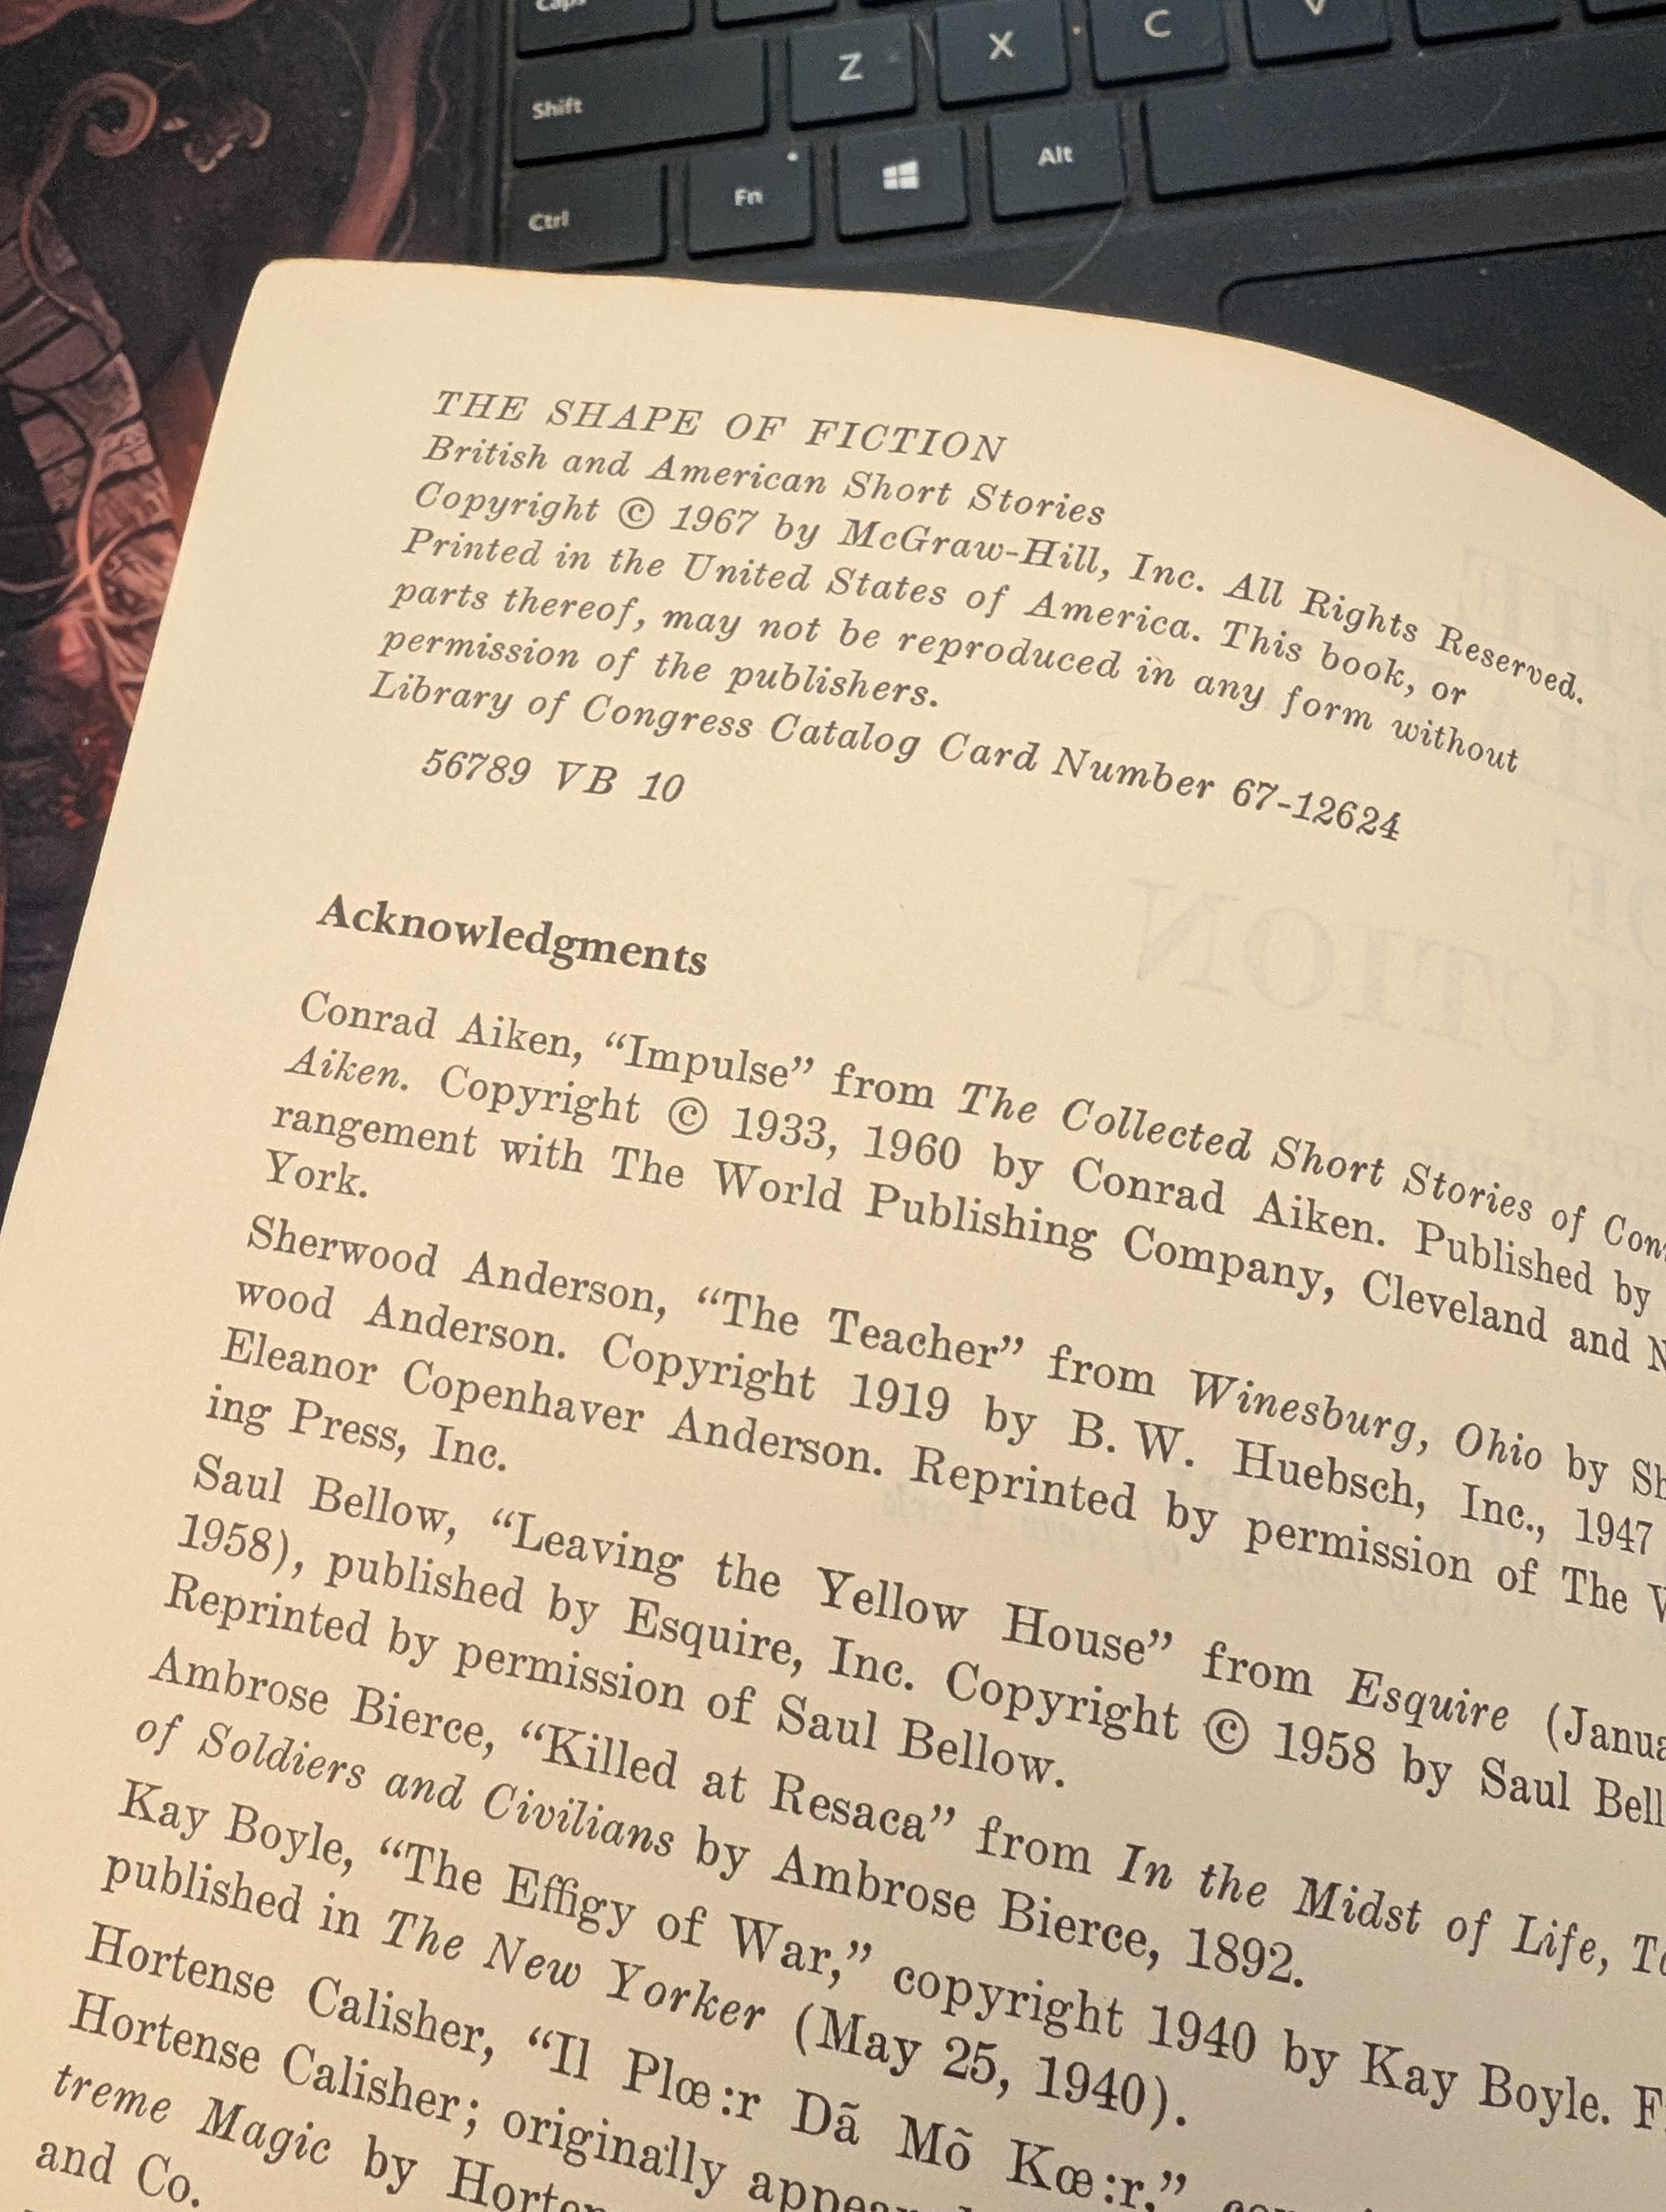 Caps
Shift Z X C V
Ctrl Fn Alt
THE SHAPE OF FICTION
British and American Short Stories
Copyright © 1967 by McGraw-Hill, Inc. All Rights Reserved.
Printed in the United States of America. This book, or
parts thereof, may not be reproduced in any form without
permission of the publishers.
Library of Congress Catalog Card Number 67-12624
56789 VB 10
Acknowledgments
Conrad Aiken, “Impulse” from The Collected Short Stories of Con
Aiken. Copyright © 1933, 1960 by Conrad Aiken. Published by
rangement with The World Publishing Company, Cleveland and N
York.
Sherwood Anderson, “The Teacher” from Winesburg, Ohio by Sh
wood Anderson. Copyright 1919 by B. W. Huebsch, Inc., 1947
Eleanor Copenhaver Anderson. Reprinted by permission of The V
ing Press, Inc.
Saul Bellow, “Leaving the Yellow House” from Esquire (Janua
1958), published by Esquire, Inc. Copyright © 1958 by Saul Bell
Reprinted by permission of Saul Bellow.
Ambrose Bierce, “Killed at Resaca” from In the Midst of Life, Ta
of Soldiers and Civilians by Ambrose Bierce, 1892.
Kay Boyle, “The Effigy of War,” copyright 1940 by Kay Boyle. F
published in The New Yorker (May 25, 1940).
Hortense Calisher, “Il Plœ:r Dã Mõ Kœ:r,”
Hortense Calisher; originally appea
treme Magic by Horten
and Co.